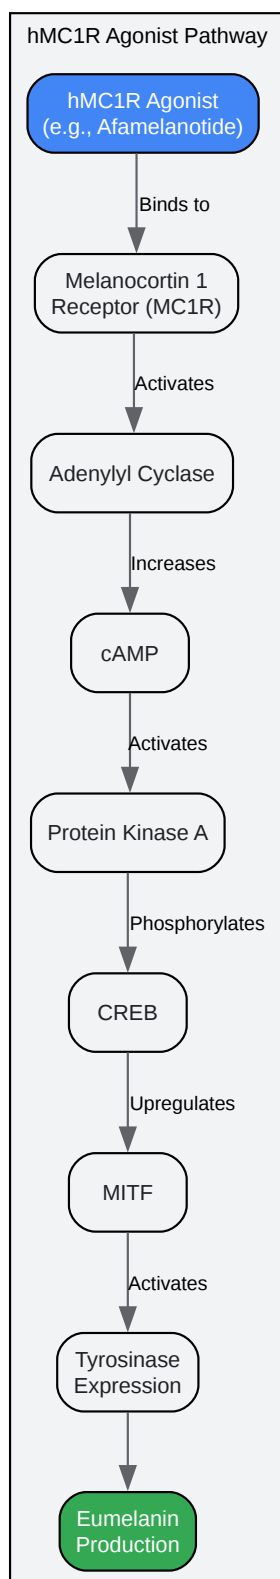 hMC1R Agonist Pathway
hMC1R Agonist
(e.g., Afamelanotide)
Binds to
Melanocortin 1
Receptor (MC1R)
Activates
Adenylyl Cyclase
Increases
cAMP
Activates
Protein Kinase A
Phosphorylates
CREB
Upregulates
MITF
Activates
Tyrosinase
Expression
Eumelanin
Production